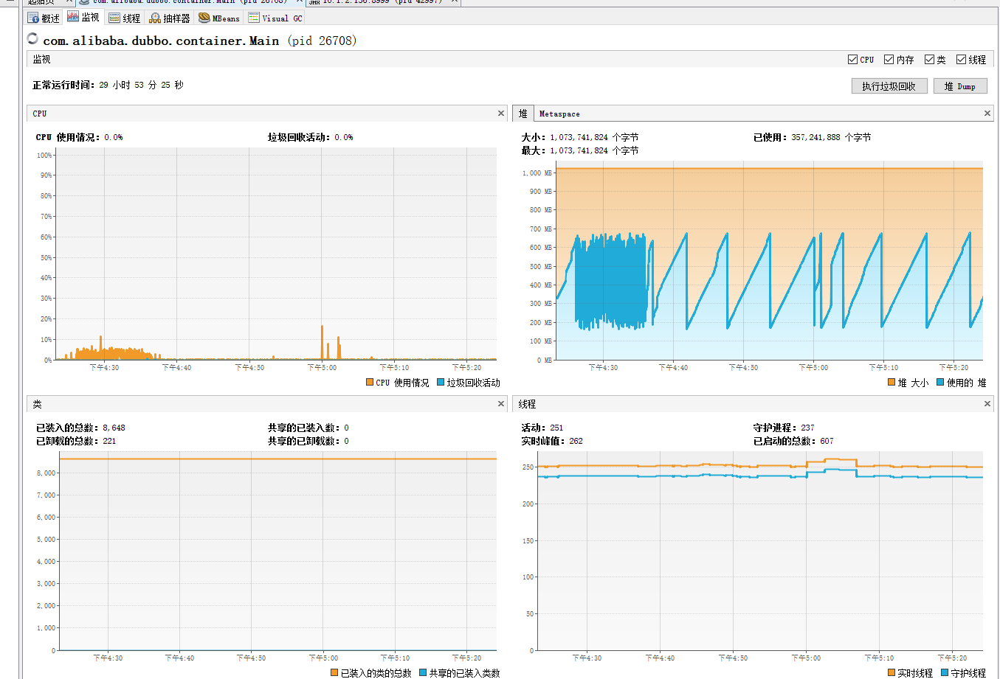 起始页 com.alibaba.dubbo.container.Main (pid 26708) JMX 10.1.2.136:8999 (pid 42997)
概述 监视 线程 抽样器 MBeans Visual GC
com.alibaba.dubbo.container.Main (pid 26708)
监视 CPU 内存 类 线程
正常运行时间: 29 小时 53 分 25 秒 执行垃圾回收 堆 Dump
CPU
CPU 使用情况: 0.0% 垃圾回收活动: 0.0%
100%
90%
80%
70%
60%
50%
40%
30%
20%
10%
0%
下午4:30 下午4:40 下午4:50 下午5:00 下午5:10 下午5:20
CPU 使用情况 垃圾回收活动
堆 Metaspace
大小: 1,073,741,824 个字节 已使用: 357,241,888 个字节
最大: 1,073,741,824 个字节
1,000 MB
900 MB
800 MB
700 MB
600 MB
500 MB
400 MB
300 MB
200 MB
100 MB
0 MB
下午4:30 下午4:40 下午4:50 下午5:00 下午5:10 下午5:20
堆 大小 使用的 堆
类
已装入的总数: 8,648 共享的已装入数: 0
已卸载的总数: 221 共享的已卸载数: 0
8,000
7,000
6,000
5,000
4,000
3,000
2,000
1,000
0
下午4:30 下午4:40 下午4:50 下午5:00 下午5:10 下午5:20
已装入的类的总数 共享的已装入类数
线程
活动: 251 守护进程: 237
实时峰值: 262 已启动的总数: 607
250
200
150
100
50
0
下午4:30 下午4:40 下午4:50 下午5:00 下午5:10 下午5:20
实时线程 守护线程